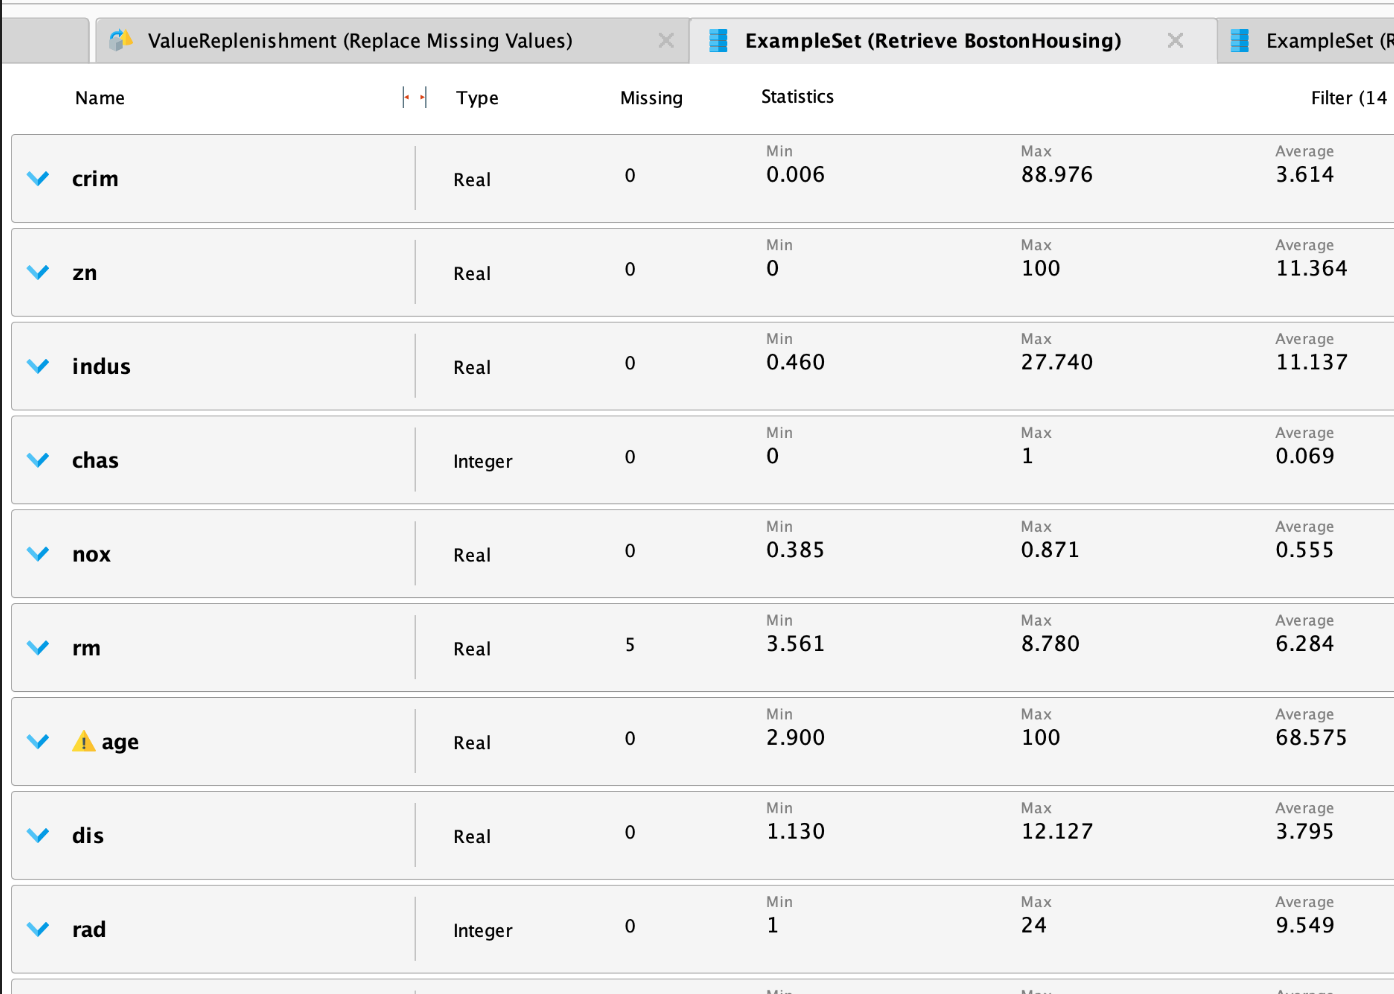 ValueReplenishment (Replace Missing Values) ExampleSet (Retrieve BostonHousing) ExampleSet (R
Name Type Missing Statistics Filter (14
Min Max Average
crim Real 0 0.006 88.976 3.614
Min Max Average
zn Real 0 0 100 11.364
Min Max Average
indus Real 0 0.460 27.740 11.137
Min Max Average
chas Integer 0 0 1 0.069
Min Max Average
nox Real 0 0.385 0.871 0.555
Min Max Average
rm Real 5 3.561 8.780 6.284
Min Max Average
age Real 0 2.900 100 68.575
Min Max Average
dis Real 0 1.130 12.127 3.795
Min Max Average
rad Integer 0 1 24 9.549